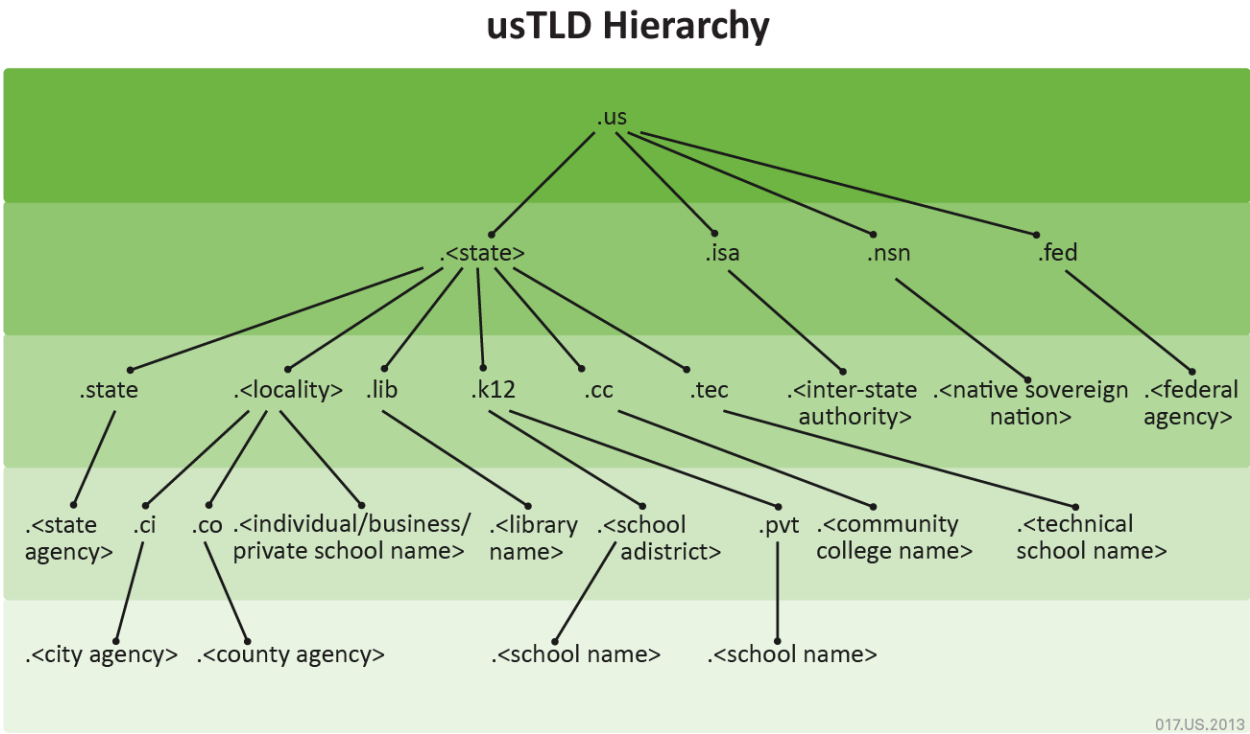 usTLD Hierarchy
.us
.<state>
.isa
.nsn
.fed
.state
.<locality>
.lib
.k12
.cc
.tec
.<inter-state
authority>
.<native sovereign
nation>
.<federal
agency>
.<state
agency>
.ci
.co
.<individual/business/
private school name>
.<library
name>
.<school
adistrict>
.pvt
.<community
college name>
.<technical
school name>
.<city agency>
.<county agency>
.<school name>
.<school name>
017.US.2013